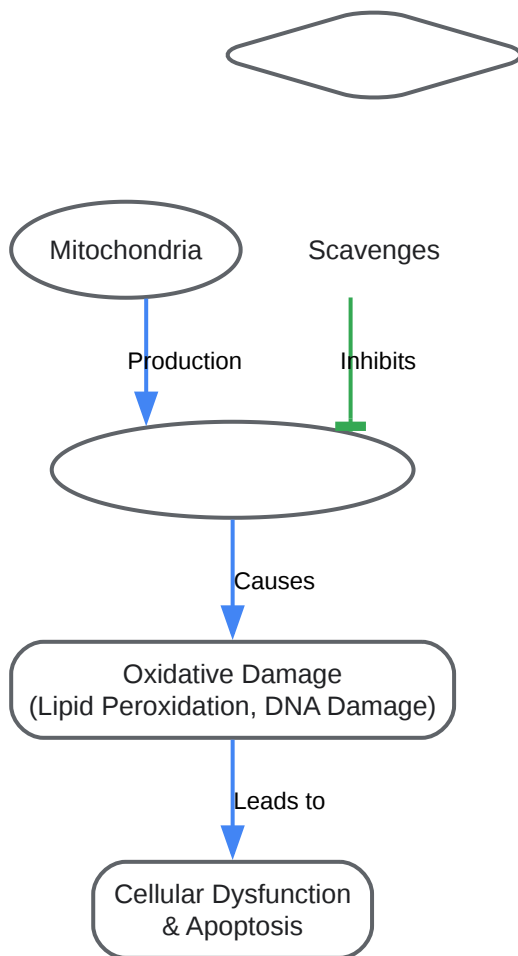 Mitochondria
Scavenges
Production
Inhibits
Causes
Oxidative Damage
(Lipid Peroxidation, DNA Damage)
Leads to
Cellular Dysfunction
& Apoptosis